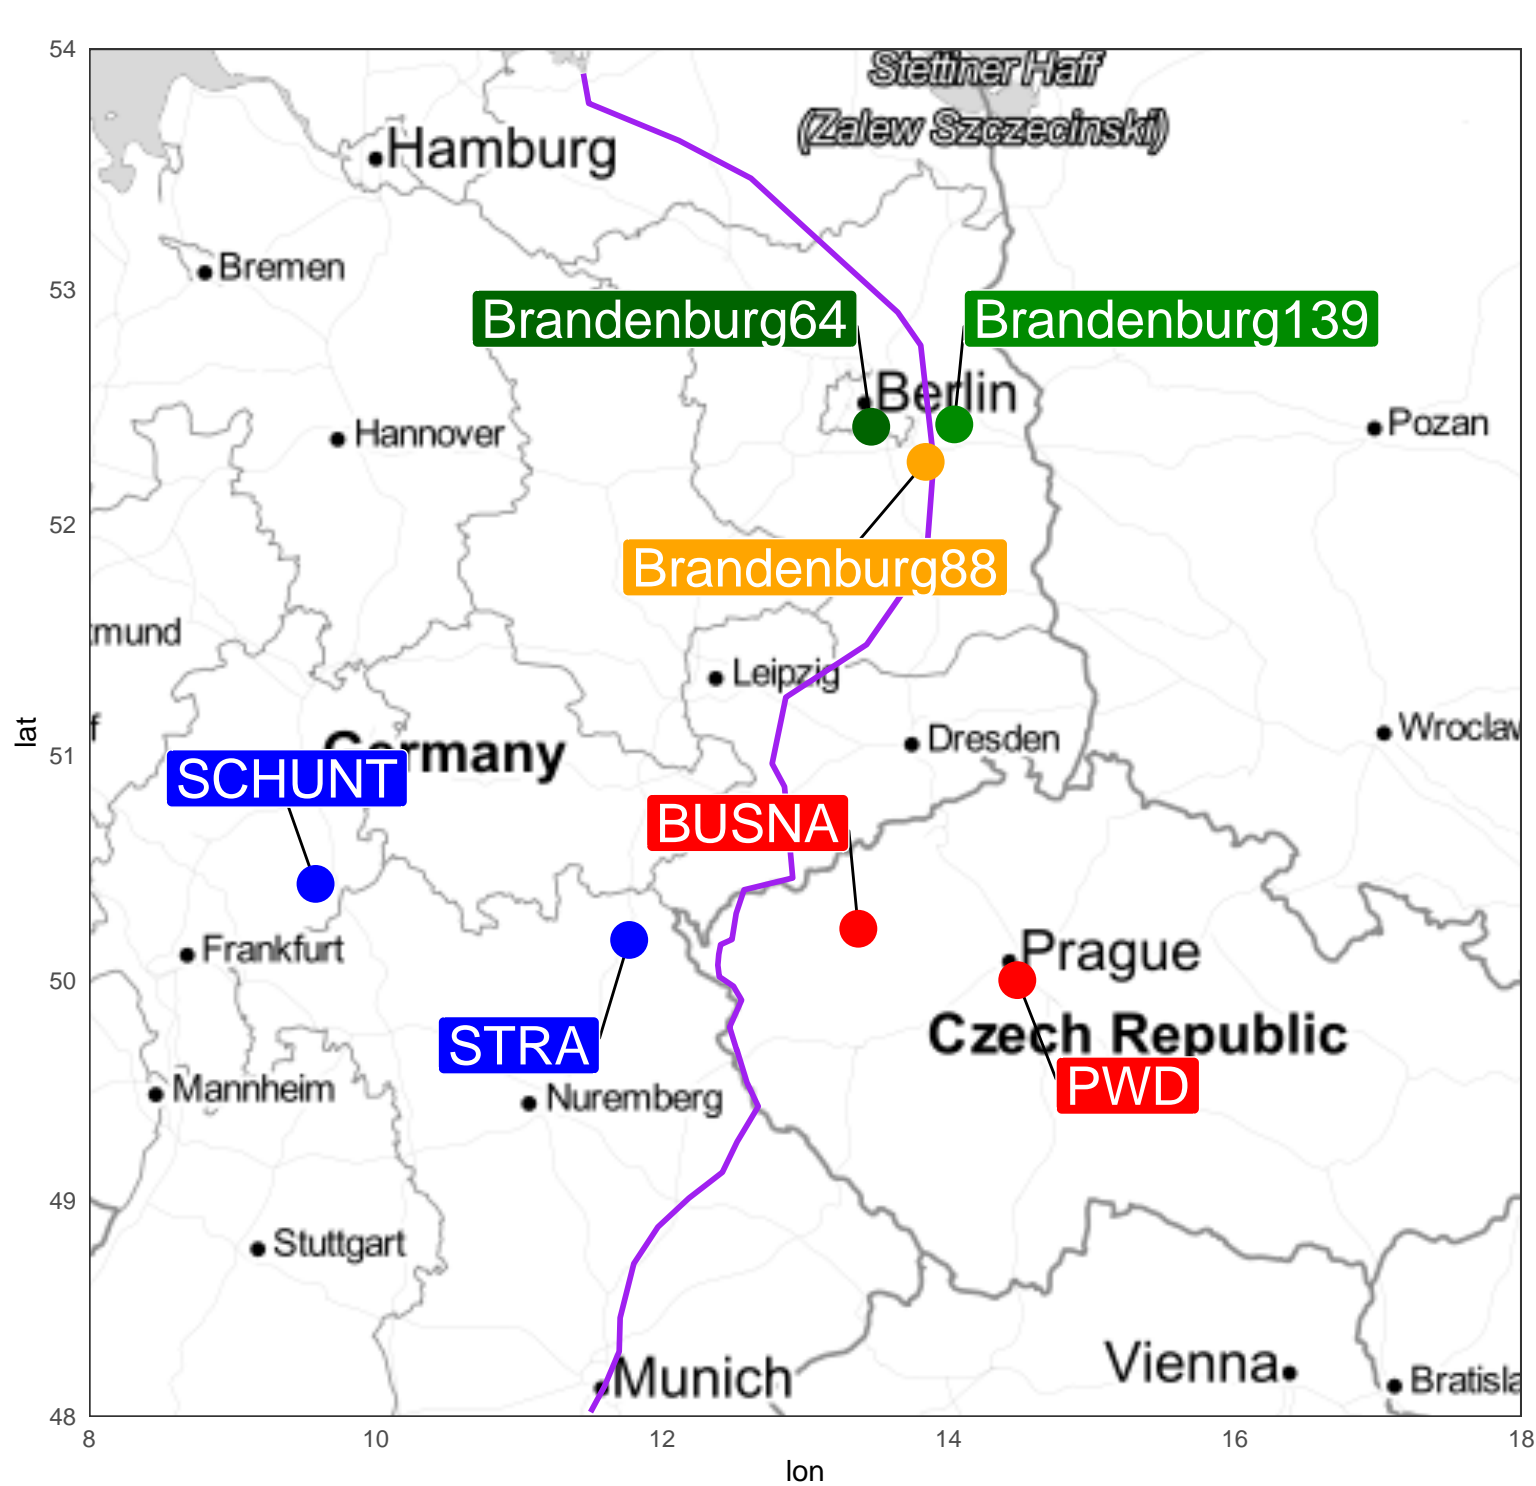 54
Stettiner Haff
(Zalew Szczecinski)
Hamburg
Bremen
53
Brandenburg64
Brandenburg139
Berlin
Hannover
Pozan
52
Brandenburg88
tmund
Leipzig
f
Germany
Dresden
Wroclaw
51
SCHUNT
BUSNA
lat
Frankfurt
Prague
50
Czech Republic
STRA
PWD
Mannheim
Nuremberg
49
Stuttgart
Munich
Vienna
Bratisla
48
8
10
12
14
16
18
lon